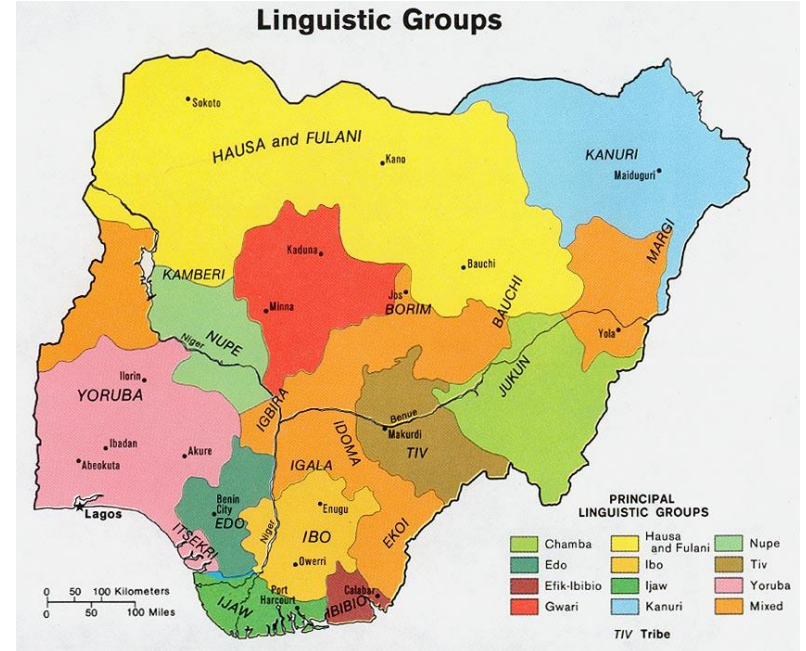 Linguistic Groups
Sokoto
HAUSA and FULANI
Kano
KANURI
Maiduguri
MARGI
Kaduna
Bauchi
KAMBERI
Jos
BORIM
BAUCHI
Minna
Yola
NUPE
Niger
JUKUN
Ilorin
YORUBA
IGBIRA
Benue
Makurdi
TIV
IDOMA
Ibadan
Abeokuta
Akure
IGALA
Benin
City
EDO
Enugu
Lagos
ITSEKRI
Niger
IBO
EKOI
Owerri
Port
Harcourt
Calabar
IJAW
IBIBIO
0 50 100 Kilometers
0 50 100 Miles
PRINCIPAL
LINGUISTIC GROUPS
Chamba
Edo
Efik-Ibibio
Gwari
Hausa
and Fulani
Ibo
Ijaw
Kanuri
Nupe
Tiv
Yoruba
Mixed
TIV Tribe